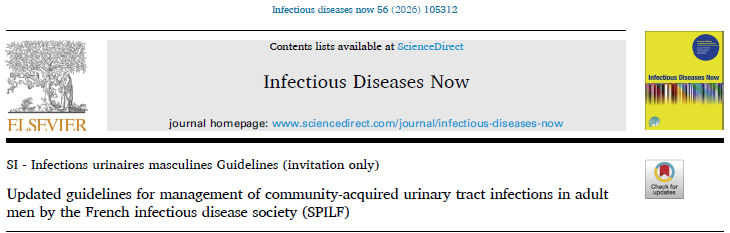 Infectious diseases now 56 (2026) 105312
Contents lists available at ScienceDirect
Infectious Diseases Now
journal homepage: www.sciencedirect.com/journal/infectious-diseases-now
ELSEVIER
Infectious Diseases Now
SI - Infections urinaires masculines Guidelines (invitation only)
Updated guidelines for management of community-acquired urinary tract infections in adult
men by the French infectious disease society (SPILF)
Check for
updates